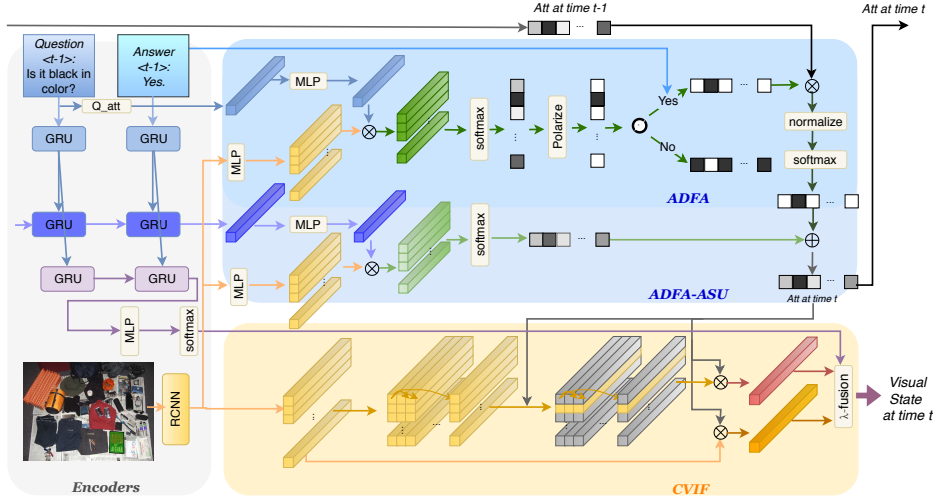 Att at time t-1
Att at time t
...
Question
<t-1>:
Is it black in
color?
Answer
<t-1>:
Yes.
Q_att
MLP
MLP
softmax
Polarize
Yes
No
...
...
normalize
softmax
GRU
GRU
ADFA
...
GRU
GRU
MLP
MLP
softmax
...
GRU
GRU
ADFA-ASU
Att at time t
...
MLP
softmax
RCNN
λ-fusion
Visual
State
at time t
Encoders
CVIF